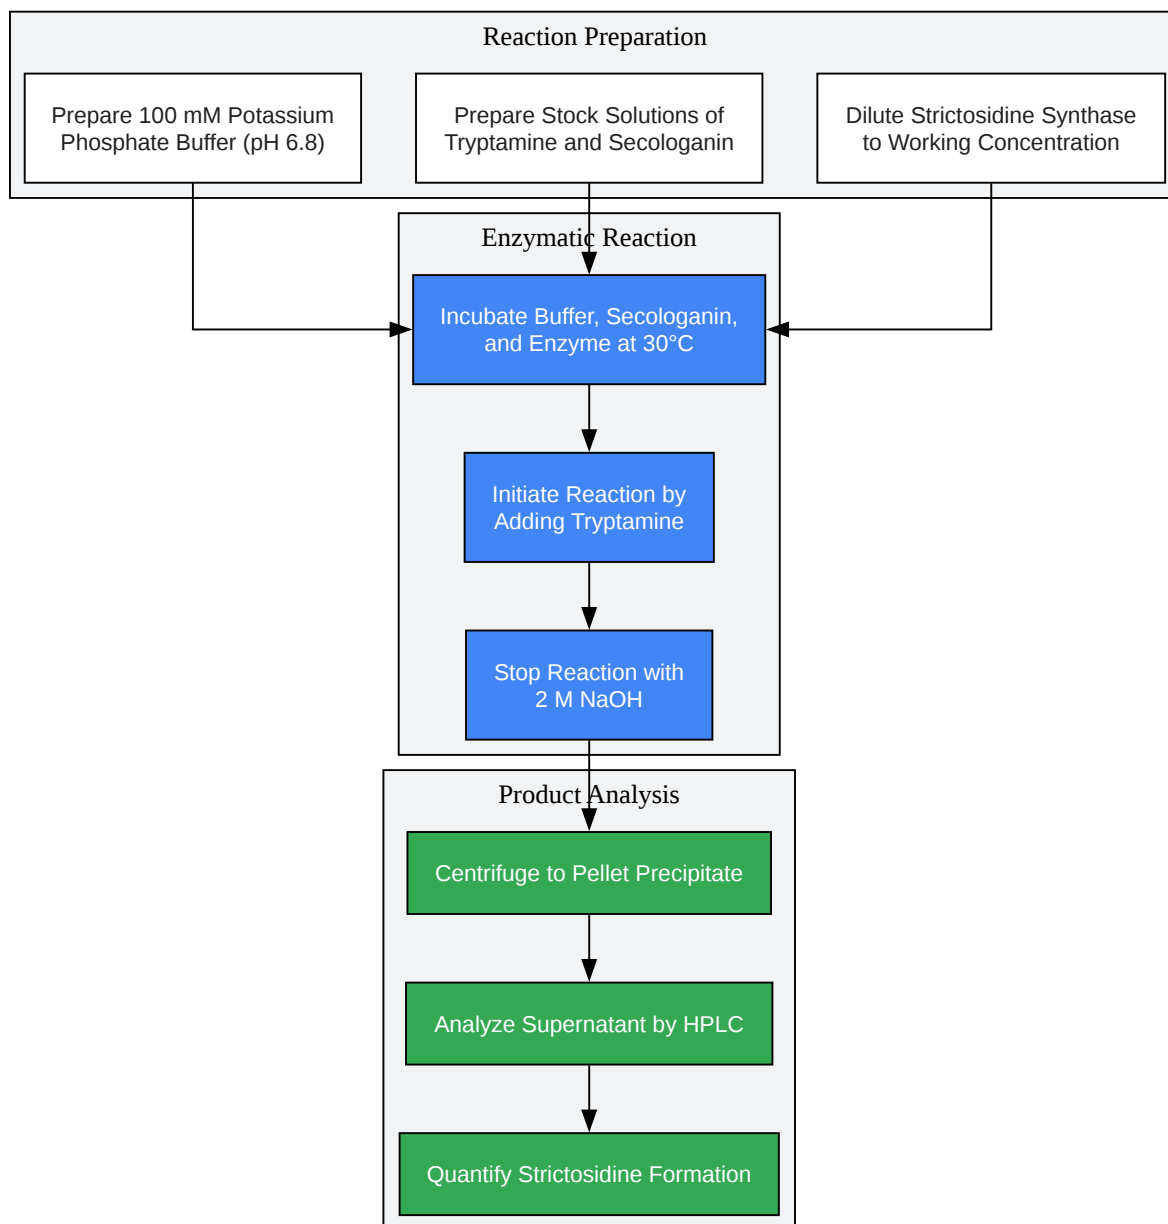 Reaction Preparation
Prepare 100 mM Potassium
Phosphate Buffer (pH 6.8)
Prepare Stock Solutions of
Tryptamine and Secologanin
Dilute Strictosidine Synthase
to Working Concentration
Enzymatic Reaction
Incubate Buffer, Secologanin,
and Enzyme at 30°C
Initiate Reaction by
Adding Tryptamine
Stop Reaction with
2 M NaOH
Product Analysis
Centrifuge to Pellet Precipitate
Analyze Supernatant by HPLC
Quantify Strictosidine Formation